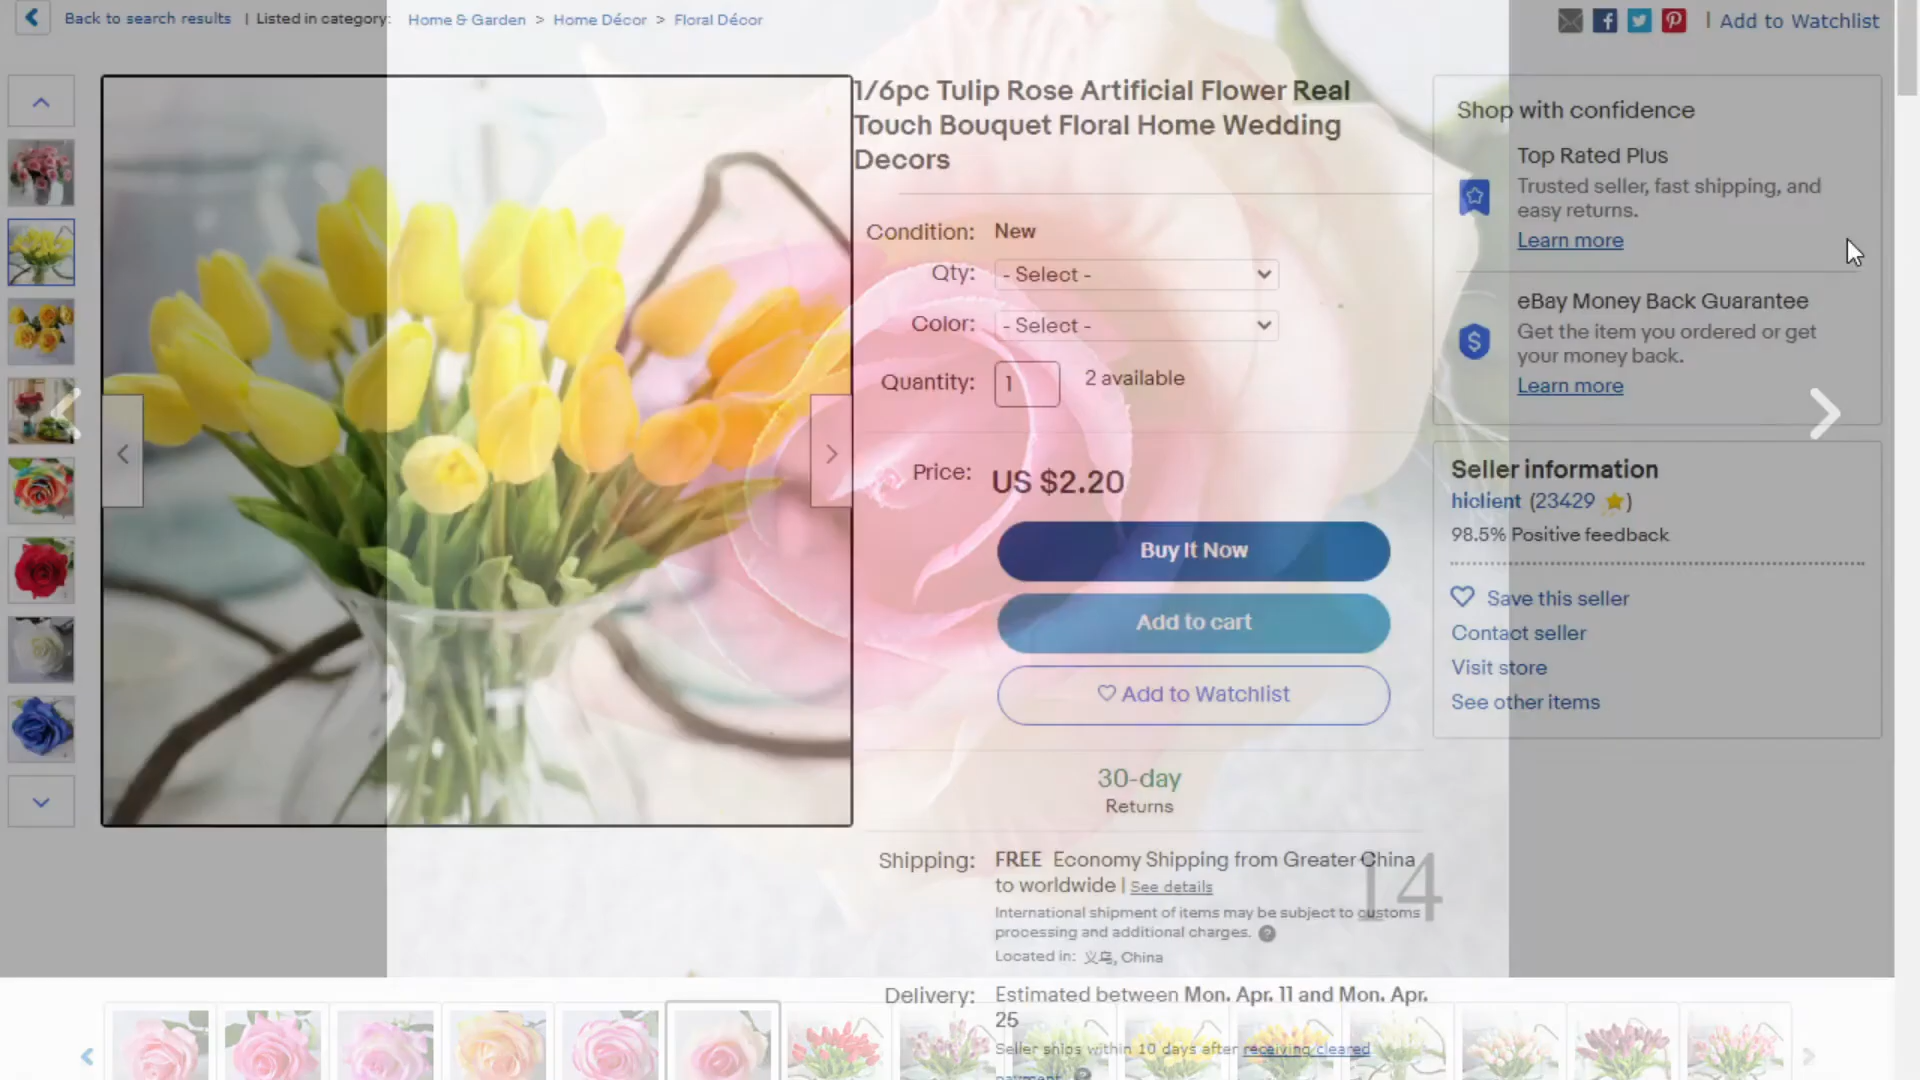 Back to search results | Listed in category: Home & Garden > Home Décor > Floral Décor
| Add to Watchlist
1/6pc Tulip Rose Artificial Flower Real
Touch Bouquet Floral Home Wedding
Decors
Condition: New
Qty: - Select -
Color: - Select -
Quantity: 1 2 available
Price: US $2.20
Buy It Now
Add to cart
Add to Watchlist
30-day
Returns
Shipping: FREE Economy Shipping from Greater China
to worldwide | See details
International shipment of items may be subject to customs
processing and additional charges.
Located in: 义乌, China
14
Delivery: Estimated between Mon. Apr. 11 and Mon. Apr.
25
Seller ships within 10 days after receiving cleared
Shop with confidence
Top Rated Plus
Trusted seller, fast shipping, and
easy returns.
Learn more
eBay Money Back Guarantee
Get the item you ordered or get
your money back.
Learn more
Seller information
hiclient (23429)
98.5% Positive feedback
Save this seller
Contact seller
Visit store
See other items